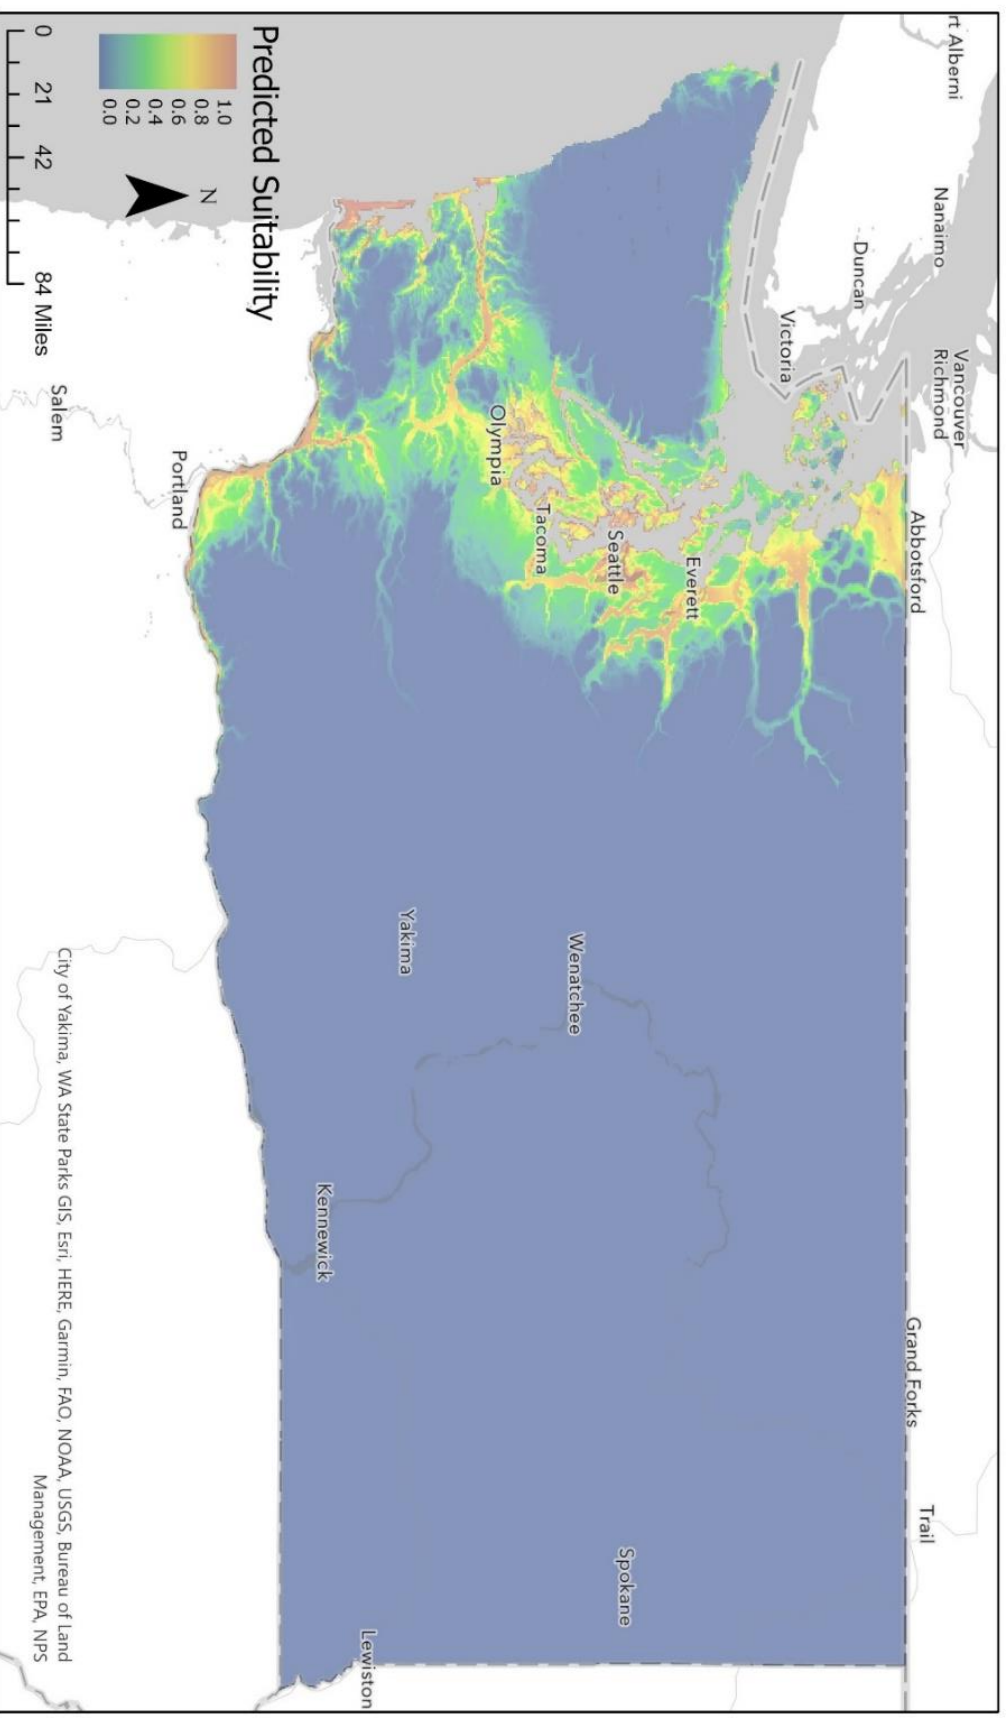 rt Alberni
Nanaimo
Vancouver
Richmond
Abbotsford
Grand Forks
Trail
Duncan
Victoria
Everett
Seattle
Spokane
Tacoma
Wenatchee
Olympia
Yakima
Lewiston
Kennewick
Portland
Salem
Predicted Suitability
1.0
0.8
0.6
0.4
0.2
0.0
N
0 21 42 84 Miles
City of Yakima, WA State Parks GIS, Esri, HERE, Garmin, FAO, NOAA, USGS, Bureau of Land
Management, EPA, NPS